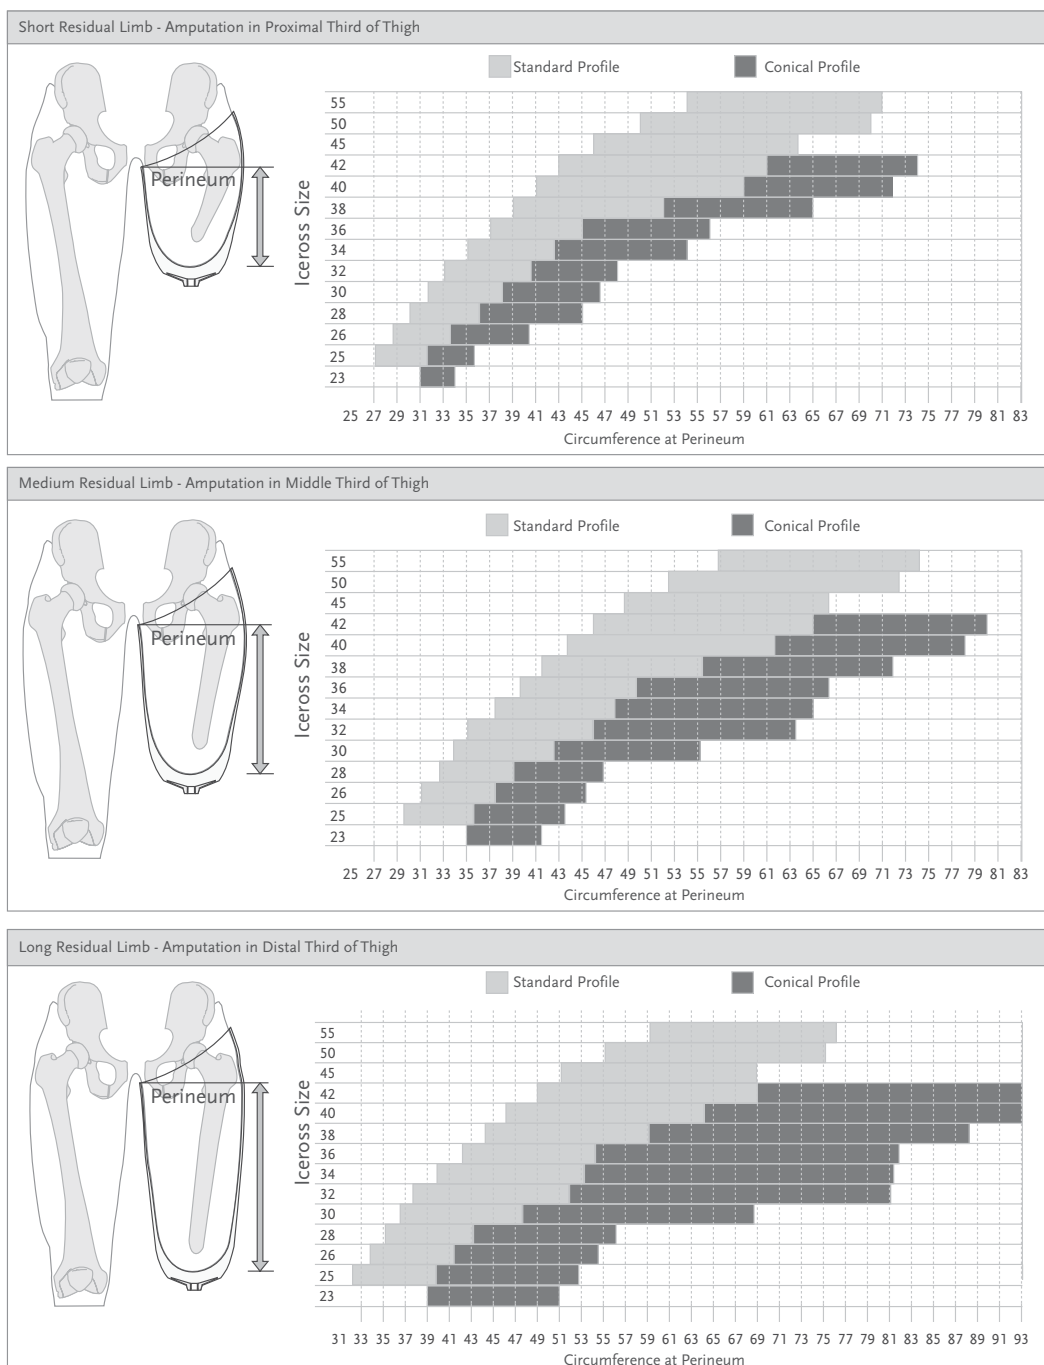 Short Residual Limb - Amputation in Proximal Third of Thigh
Standard Profile Conical Profile
Perineum
Iceross Size
55
50
45
42
40
38
36
34
32
30
28
26
25
23
25 27 29 31 33 35 37 39 41 43 45 47 49 51 53 55 57 59 61 63 65 67 69 71 73 75 77 79 81 83
Circumference at Perineum
Medium Residual Limb - Amputation in Middle Third of Thigh
Standard Profile Conical Profile
Perineum
Iceross Size
55
50
45
42
40
38
36
34
32
30
28
26
25
23
25 27 29 31 33 35 37 39 41 43 45 47 49 51 53 55 57 59 61 63 65 67 69 71 73 75 77 79 81 83
Circumference at Perineum
Long Residual Limb - Amputation in Distal Third of Thigh
Standard Profile Conical Profile
Perineum
Iceross Size
55
50
45
42
40
38
36
34
32
30
28
26
25
23
31 33 35 37 39 41 43 45 47 49 51 53 55 57 59 61 63 65 67 69 71 73 75 77 79 81 83 85 87 89 91 93
Circumference at Perineum